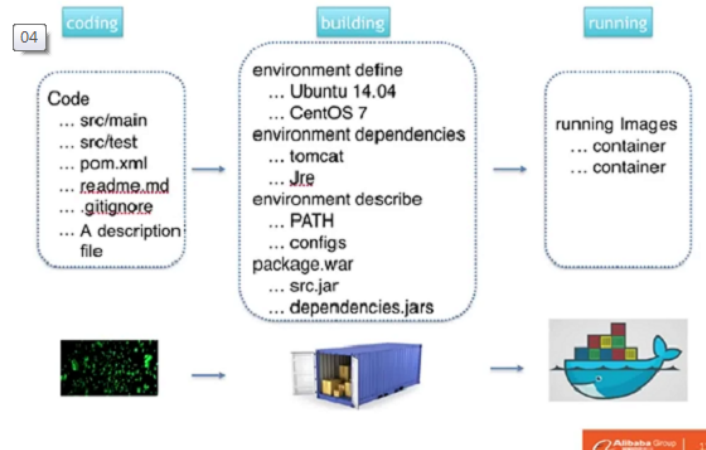 coding
building
running
04
Code
... src/main
... src/test
... pom.xml
... readme.md
... .gitignore
... A description
file
environment define
... Ubuntu 14.04
... CentOS 7
environment dependencies
... tomcat
... Jre
environment describe
... PATH
... configs
package.war
... src.jar
... dependencies.jars
running Images
... container
... container
Alibaba Group